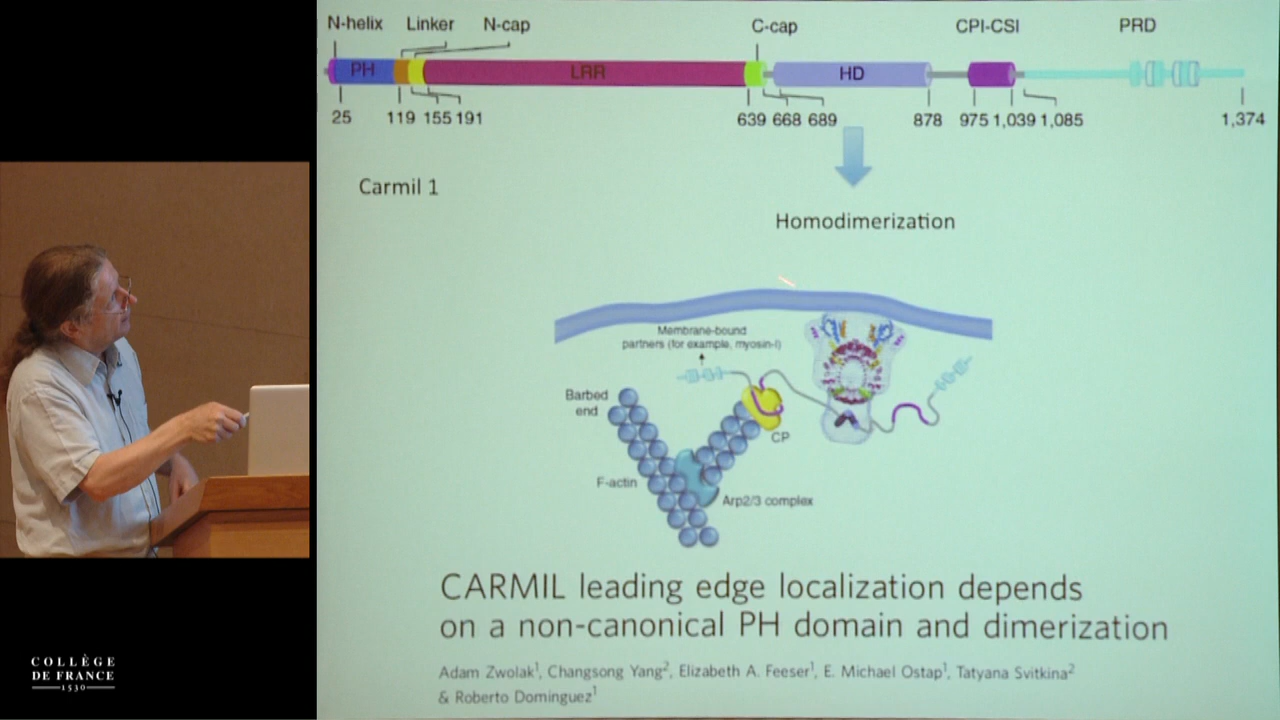 N-helix Linker N-cap C-cap CPI-CSI PRD
PH LRR HD
25 119 155 191 639 668 689 878 975 1,039 1,085 1,374
Carmil 1
Homodimerization
Membrane-bound
partners (for example, myosin-I)
Barbed
end
CP
F-actin
Arp2/3 complex
CARMIL leading edge localization depends
on a non-canonical PH domain and dimerization
Adam Zwolak1, Changsong Yang2, Elizabeth A. Feeser1, E. Michael Ostap1, Tatyana Svitkina2
& Roberto Dominguez1
COLLÈGE
DE FRANCE
1530